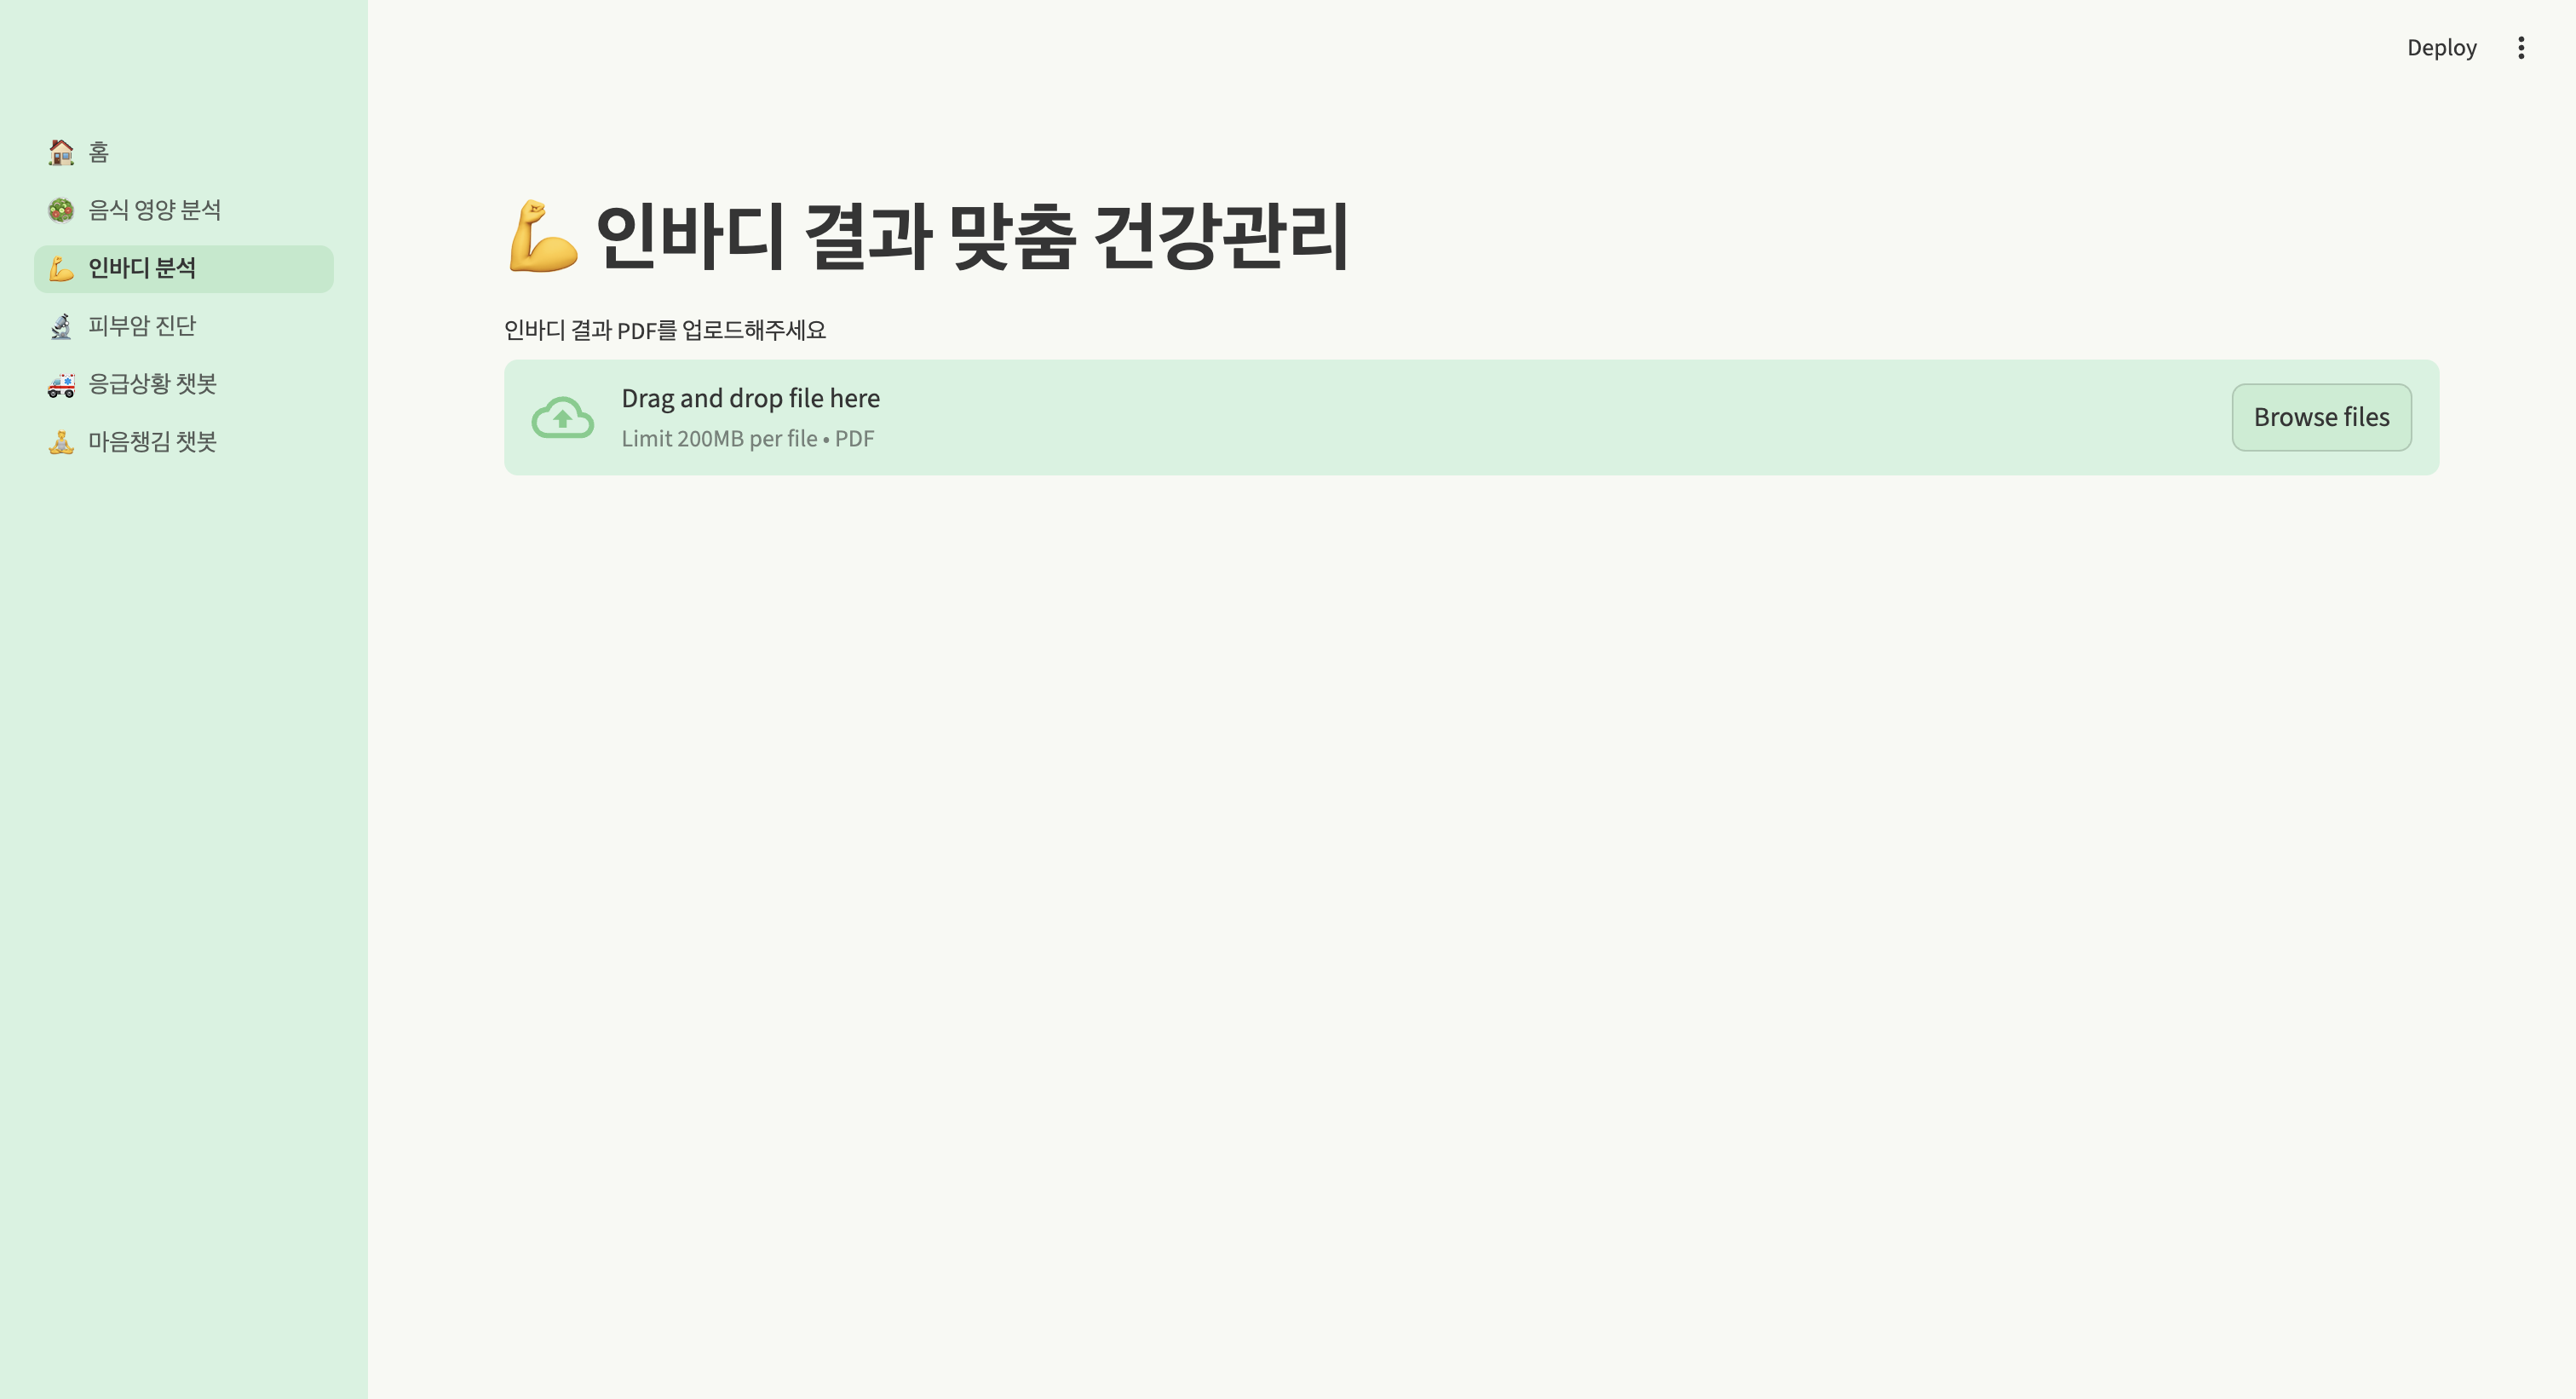 Deploy
홈
음식 영양 분석
인바디 분석
피부암 진단
응급상황 챗봇
마음챙김 챗봇
인바디 결과 맞춤 건강관리
인바디 결과 PDF를 업로드해주세요
Drag and drop file here
Limit 200MB per file • PDF
Browse files